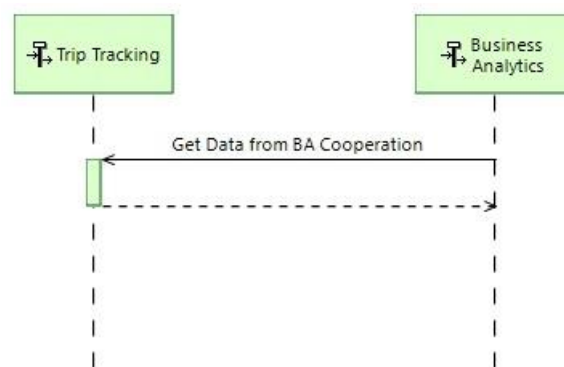 Trip Tracking
Business
Analytics
Get Data from BA Cooperation